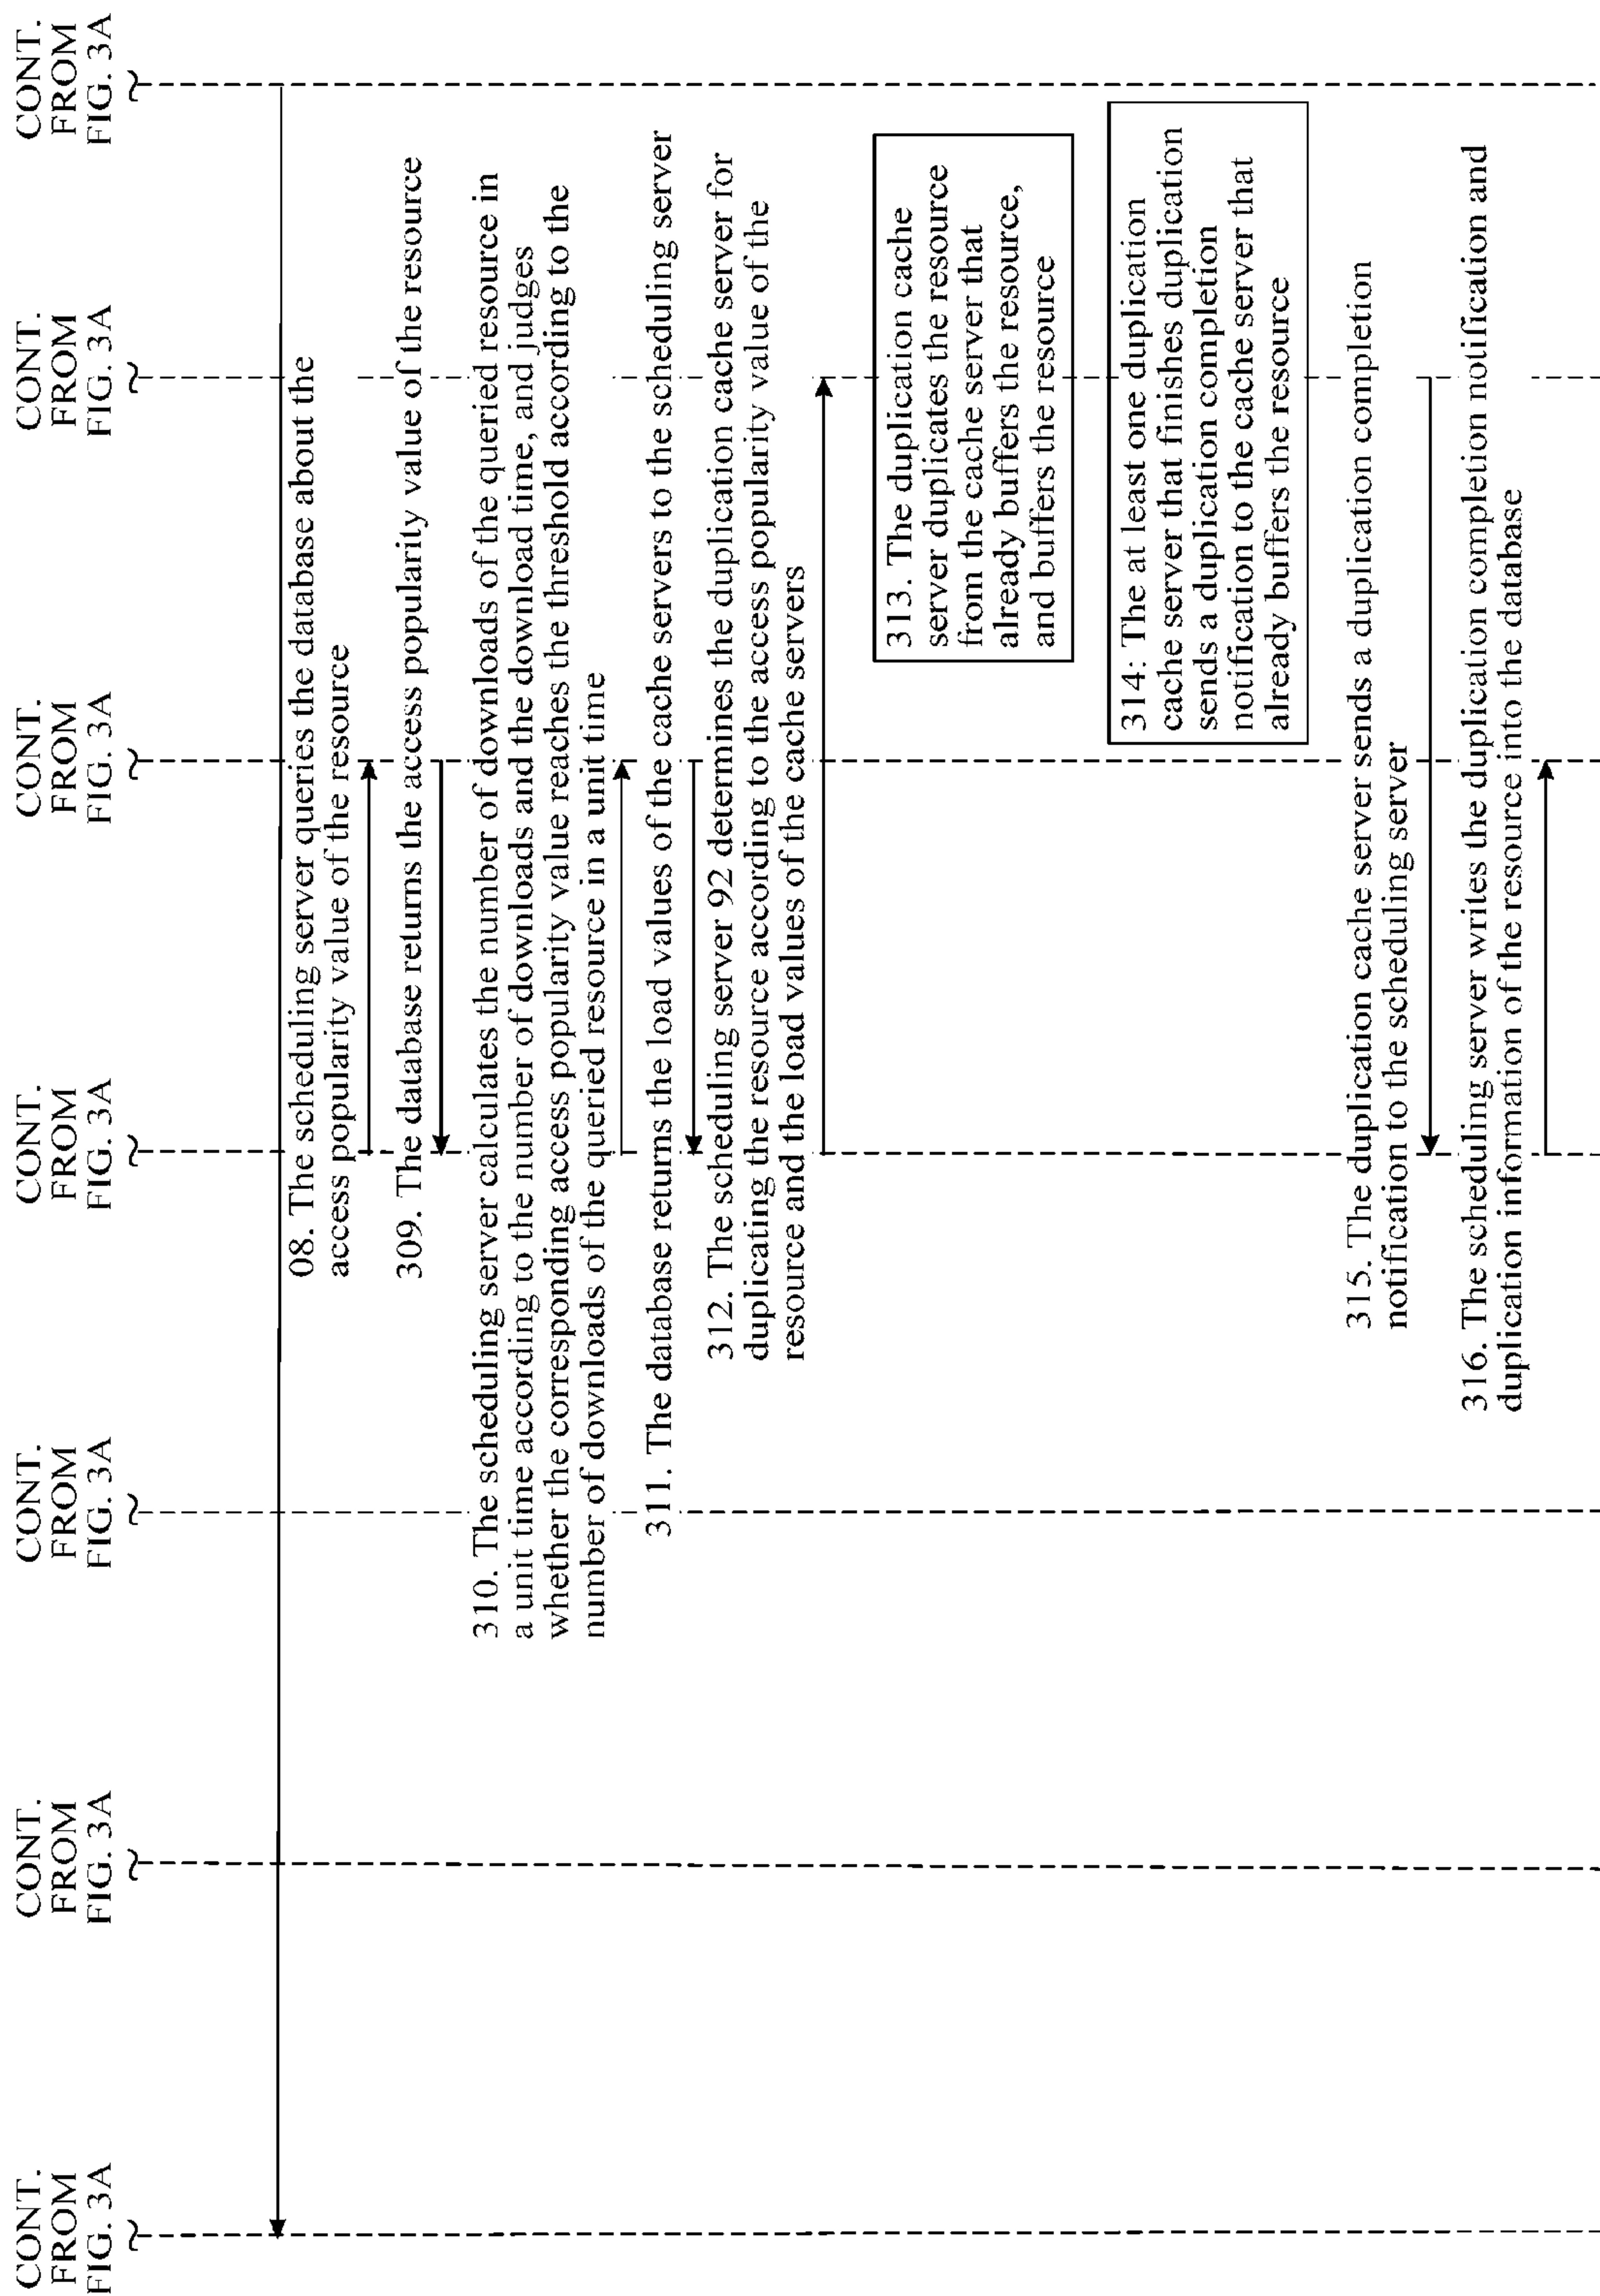 CONT.
FROM
FIG. 3A
CONT.
FROM
FIG. 3A
CONT.
FROM
FIG. 3A
CONT.
FROM
FIG. 3A
CONT.
FROM
FIG. 3A
CONT.
FROM
FIG. 3A
CONT.
FROM
FIG. 3A
08. The scheduling server queries the database about the
access popularity value of the resource
309. The database returns the access popularity value of the resource
310. The scheduling server calculates the number of downloads of the queried resource in
a unit time according to the number of downloads and the download time, and judges
whether the corresponding access popularity value reaches the threshold according to the
number of downloads of the queried resource in a unit time
311. The database returns the load values of the cache servers to the scheduling server
312. The scheduling server 92 determines the duplication cache server for
duplicating the resource according to the access popularity value of the
resource and the load values of the cache servers
313. The duplication cache
server duplicates the resource
from the cache server that
already buffers the resource,
and buffers the resource
314: The at least one duplication
cache server that finishes duplication
sends a duplication completion
notification to the cache server that
already buffers the resource
315. The duplication cache server sends a duplication completion
notification to the scheduling server
316. The scheduling server writes the duplication completion notification and
duplication information of the resource into the database